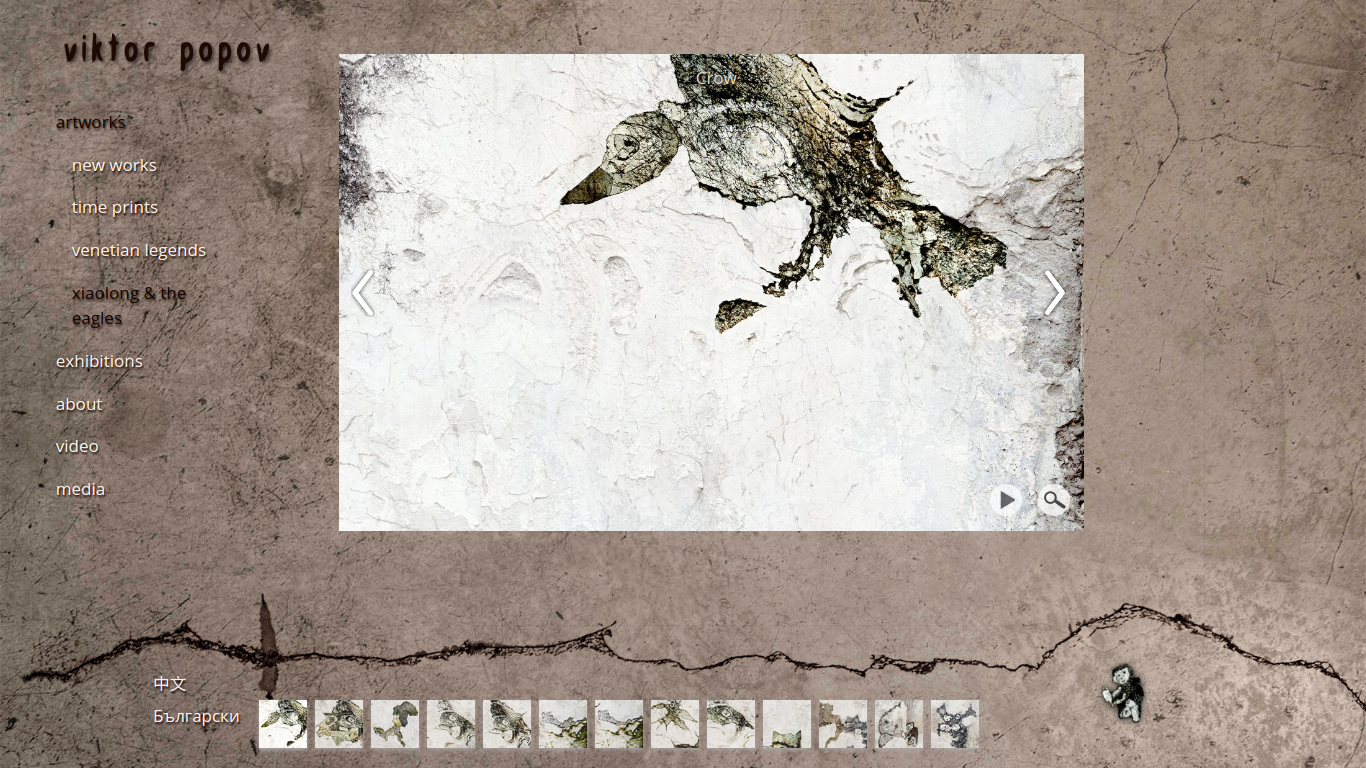 viktor popov
artworks
new works
time prints
venetian legends
xiaolong & the
eagles
exhibitions
about
video
media
Crow
中文
Български